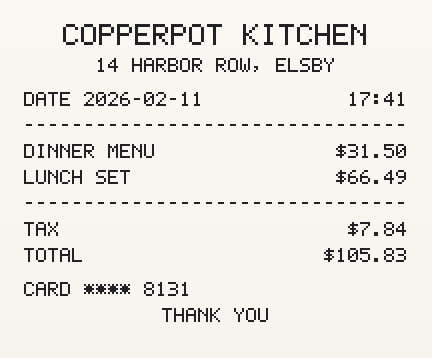 COPPERPOT KITCHEN
14 HARBOR ROW, ELSBY
DATE 2026-02-11 17:41
--------------------------------
DINNER MENU $31.50
LUNCH SET $66.49
--------------------------------
TAX $7.84
TOTAL $105.83
CARD **** 8131
THANK YOU